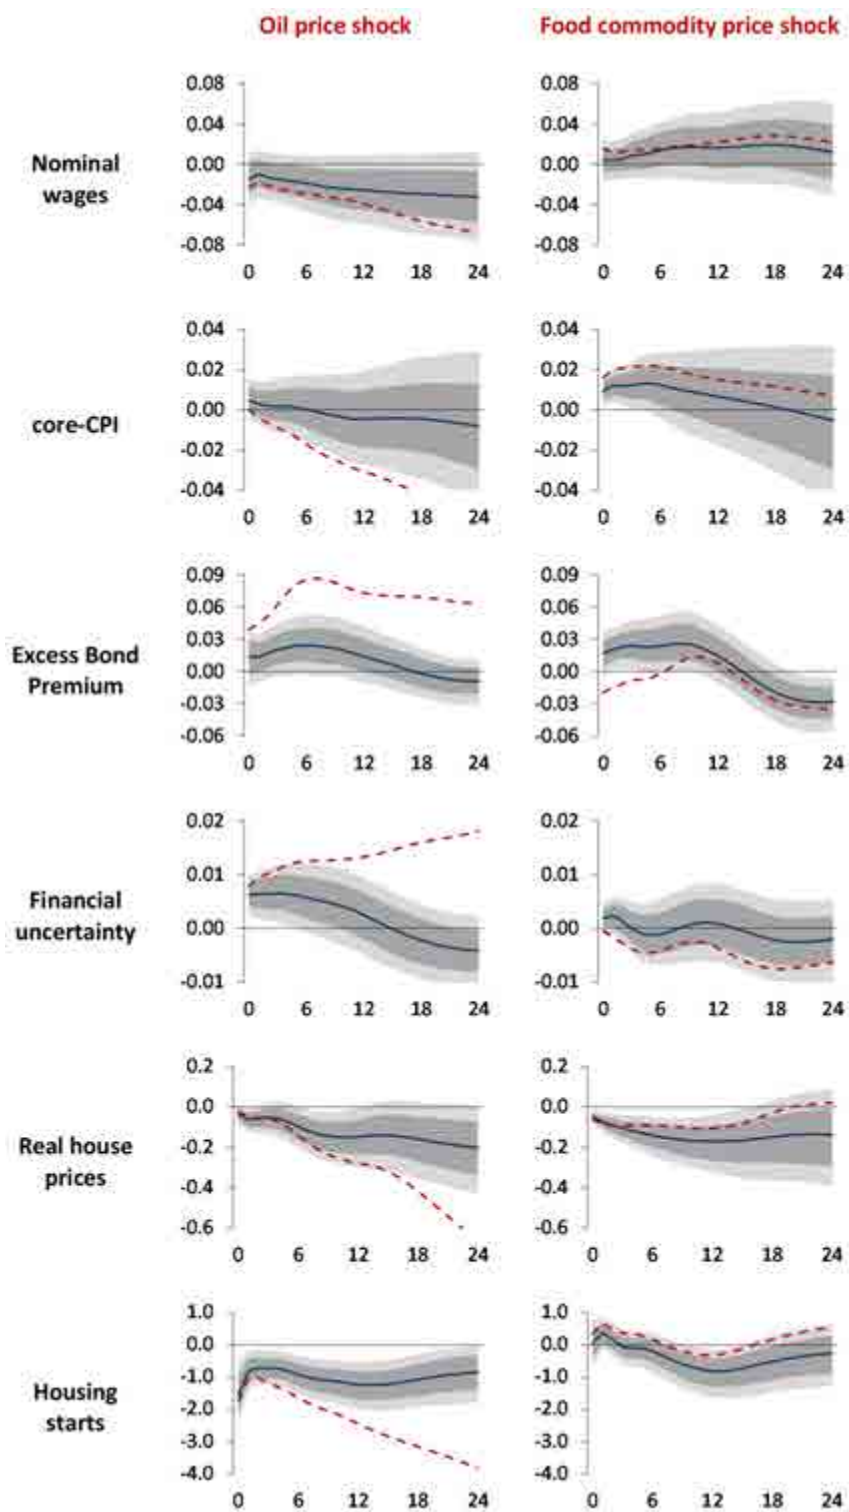 Oil price shock Food commodity price shock
0.08 0.08
0.04 0.04
Nominal 0.00 0.00
wages -0.04 -0.04
-0.08 -0.08
0 6 12 18 24 0 6 12 18 24
0.04 0.04
0.02 0.02
core-CPI 0.00 0.00
-0.02 -0.02
-0.04 -0.04
0 6 12 18 24 0 6 12 18 24
0.09 0.09
0.06 0.06
Excess Bond 0.03 0.03
Premium 0.00 0.00
-0.03 -0.03
-0.06 -0.06
0 6 12 18 24 0 6 12 18 24
0.02 0.02
0.01 0.01
Financial
uncertainty 0.00 0.00
-0.01 -0.01
0 6 12 18 24 0 6 12 18 24
0.2 0.2
0.0 0.0
Real house -0.2 -0.2
prices -0.4 -0.4
-0.6 -0.6
0 6 12 18 24 0 6 12 18 24
1.0 1.0
0.0 0.0
-1.0 -1.0
Housing -2.0 -2.0
starts -3.0 -3.0
-4.0 -4.0
0 6 12 18 24 0 6 12 18 24